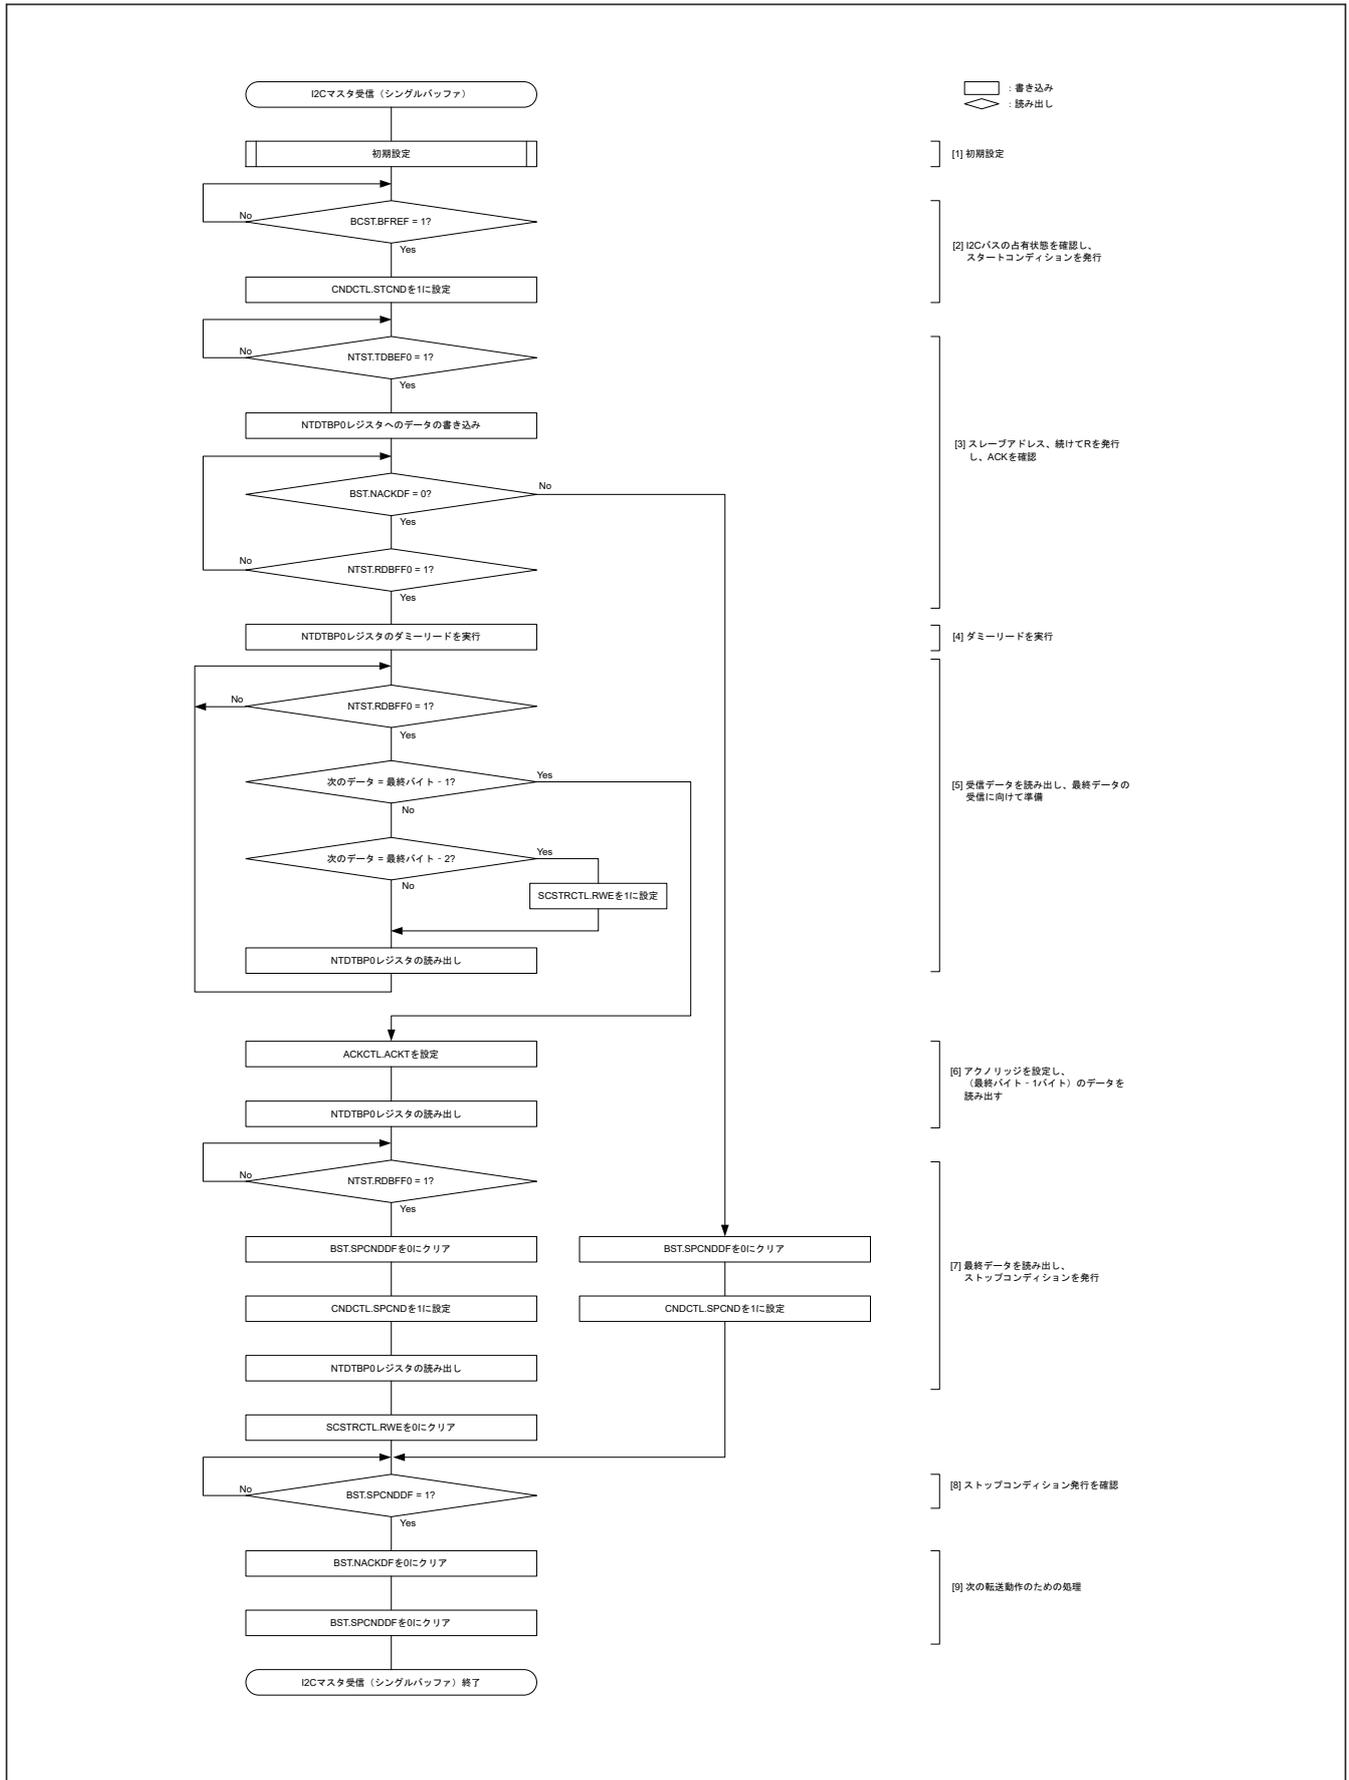 I2Cマスタ受信（シングルバッファ）
：書き込み
：読み出し
初期設定
[1] 初期設定
No
BCST.BFREF = 1?
Yes
[2] I2Cバスの占有状態を確認し、
スタートコンディションを発行
CNDCTL.STCNDを1に設定
No
NTST.TDBEF0 = 1?
Yes
NTDTBP0レジスタへのデータの書き込み
[3] スレーブアドレス、続けてRを発行
し、ACKを確認
BST.NACKDF = 0?
No
Yes
No
NTST.RDBFF0 = 1?
Yes
NTDTBP0レジスタのダミーリードを実行
[4] ダミーリードを実行
No
NTST.RDBFF0 = 1?
Yes
次のデータ = 最終バイト - 1?
Yes
No
[5] 受信データを読み出し、最終データの
受信に向けて準備
次のデータ = 最終バイト - 2?
Yes
No
SCSTRCTL.RWEを1に設定
NTDTBP0レジスタの読み出し
ACKCTL.ACKTを設定
[6] アクノリッジを設定し、
（最終バイト - 1バイト）のデータを
読み出す
NTDTBP0レジスタの読み出し
No
NTST.RDBFF0 = 1?
Yes
BST.SPCNDDFを0にクリア
BST.SPCNDDFを0にクリア
[7] 最終データを読み出し、
ストップコンディションを発行
CNDCTL.SPCNDを1に設定
CNDCTL.SPCNDを1に設定
NTDTBP0レジスタの読み出し
SCSTRCTL.RWEを0にクリア
No
BST.SPCNDDF = 1?
Yes
[8] ストップコンディション発行を確認
BST.NACKDFを0にクリア
[9] 次の転送動作のための処理
BST.SPCNDDFを0にクリア
I2Cマスタ受信（シングルバッファ）終了